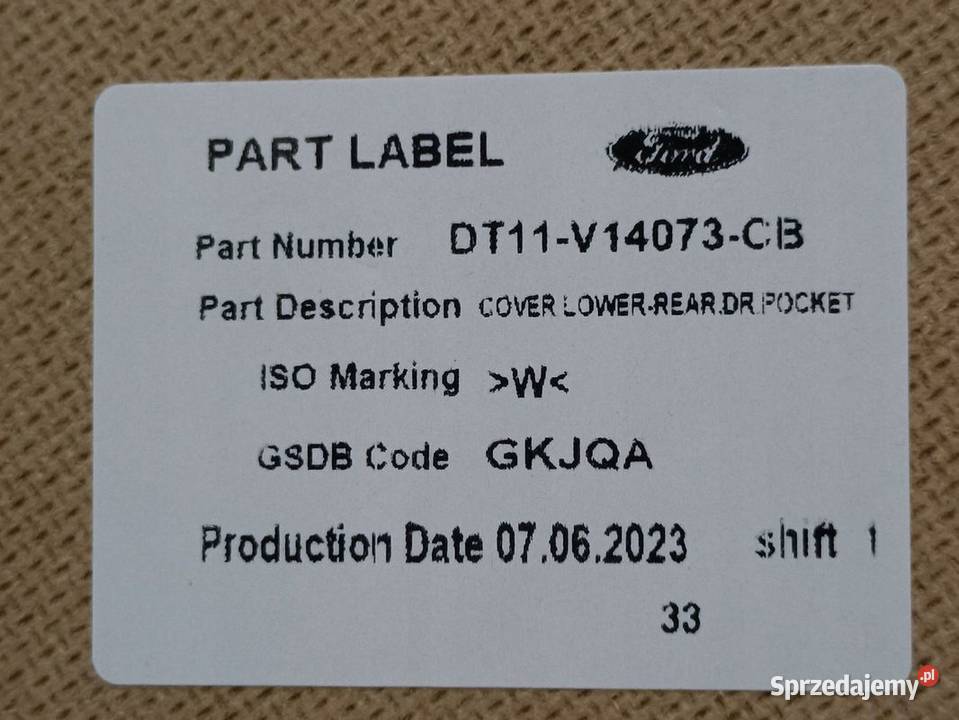 PART LABEL Ford
Part Number DT11-V14073-CB
Part Description COVER LOWER-REAR.DR.POCKET
ISO Marking >W<
GSDB Code GKJQA
Production Date 07.06.2023 shift 1
33
Sprzedajemy.pl